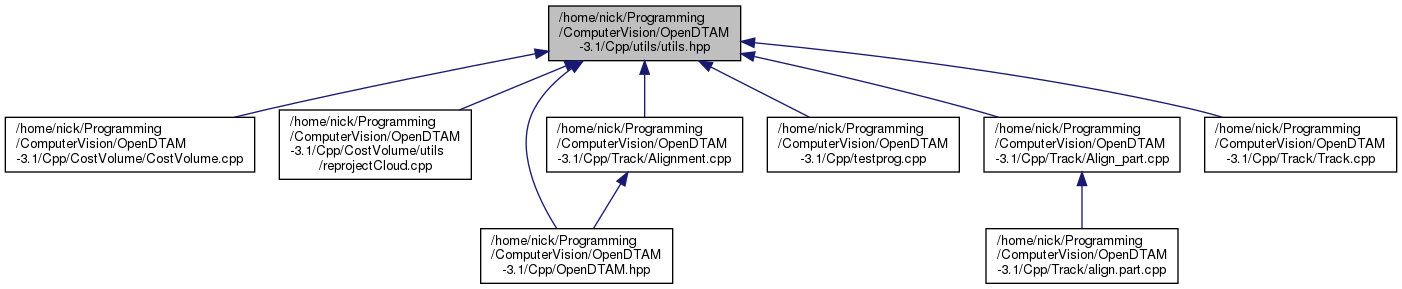 /home/nick/Programming
/ComputerVision/OpenDTAM
-3.1/Cpp/utils/utils.hpp
/home/nick/Programming
/ComputerVision/OpenDTAM
-3.1/Cpp/CostVolume/CostVolume.cpp
/home/nick/Programming
/ComputerVision/OpenDTAM
-3.1/Cpp/CostVolume/utils
/reprojectCloud.cpp
/home/nick/Programming
/ComputerVision/OpenDTAM
-3.1/Cpp/Track/Alignment.cpp
/home/nick/Programming
/ComputerVision/OpenDTAM
-3.1/Cpp/testprog.cpp
/home/nick/Programming
/ComputerVision/OpenDTAM
-3.1/Cpp/Track/Align_part.cpp
/home/nick/Programming
/ComputerVision/OpenDTAM
-3.1/Cpp/Track/Track.cpp
/home/nick/Programming
/ComputerVision/OpenDTAM
-3.1/Cpp/OpenDTAM.hpp
/home/nick/Programming
/ComputerVision/OpenDTAM
-3.1/Cpp/Track/align.part.cpp